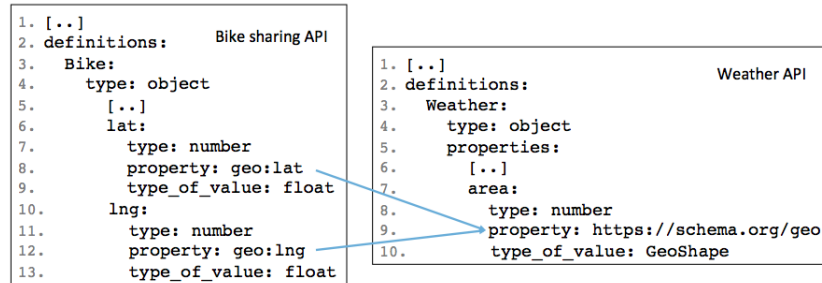 Bike sharing API
1. [..]
2. definitions:
3. Bike:
4. type: object
5. [..]
6. lat:
7. type: number
8. property: geo:lat
9. type_of_value: float
10. lng:
11. type: number
12. property: geo:lng
13. type_of_value: float
Weather API
1. [..]
2. definitions:
3. Weather:
4. type: object
5. properties:
6. [..]
7. area:
8. type: number
9. property: https://schema.org/geo
10. type_of_value: GeoShape